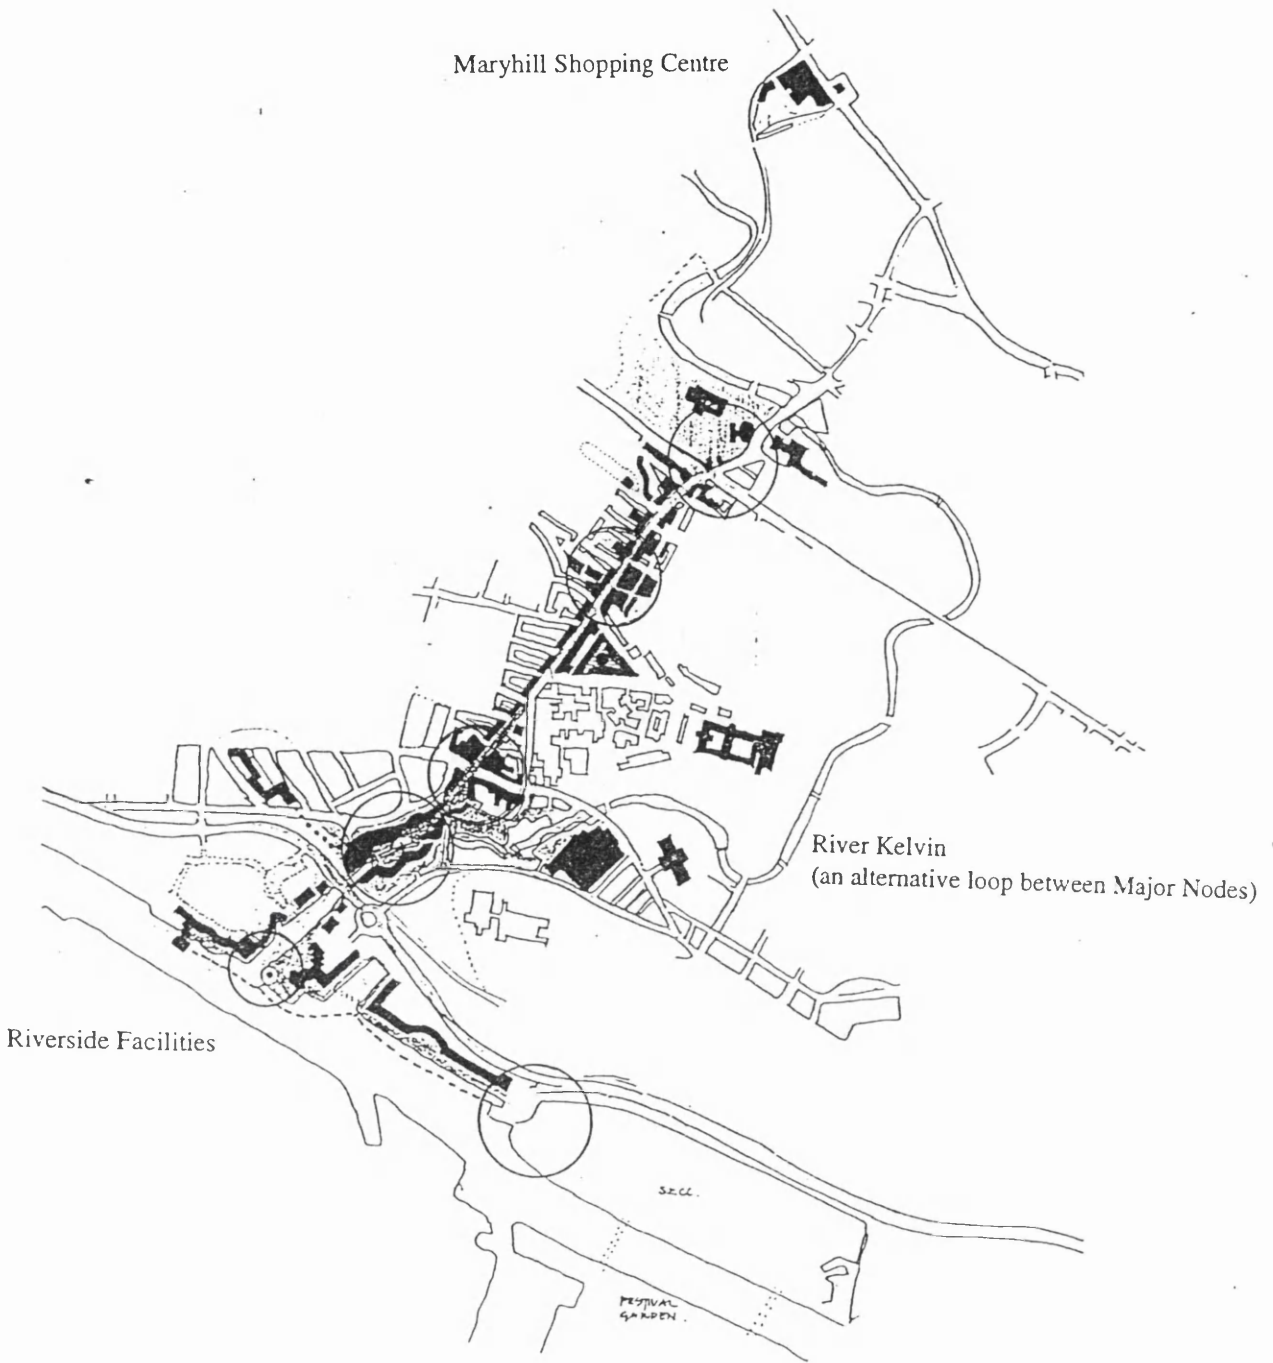 Maryhill Shopping Centre
River Kelvin
(an alternative loop between Major Nodes)
Riverside Facilities
S.E.C.C.
FESTIVAL
GARDEN.